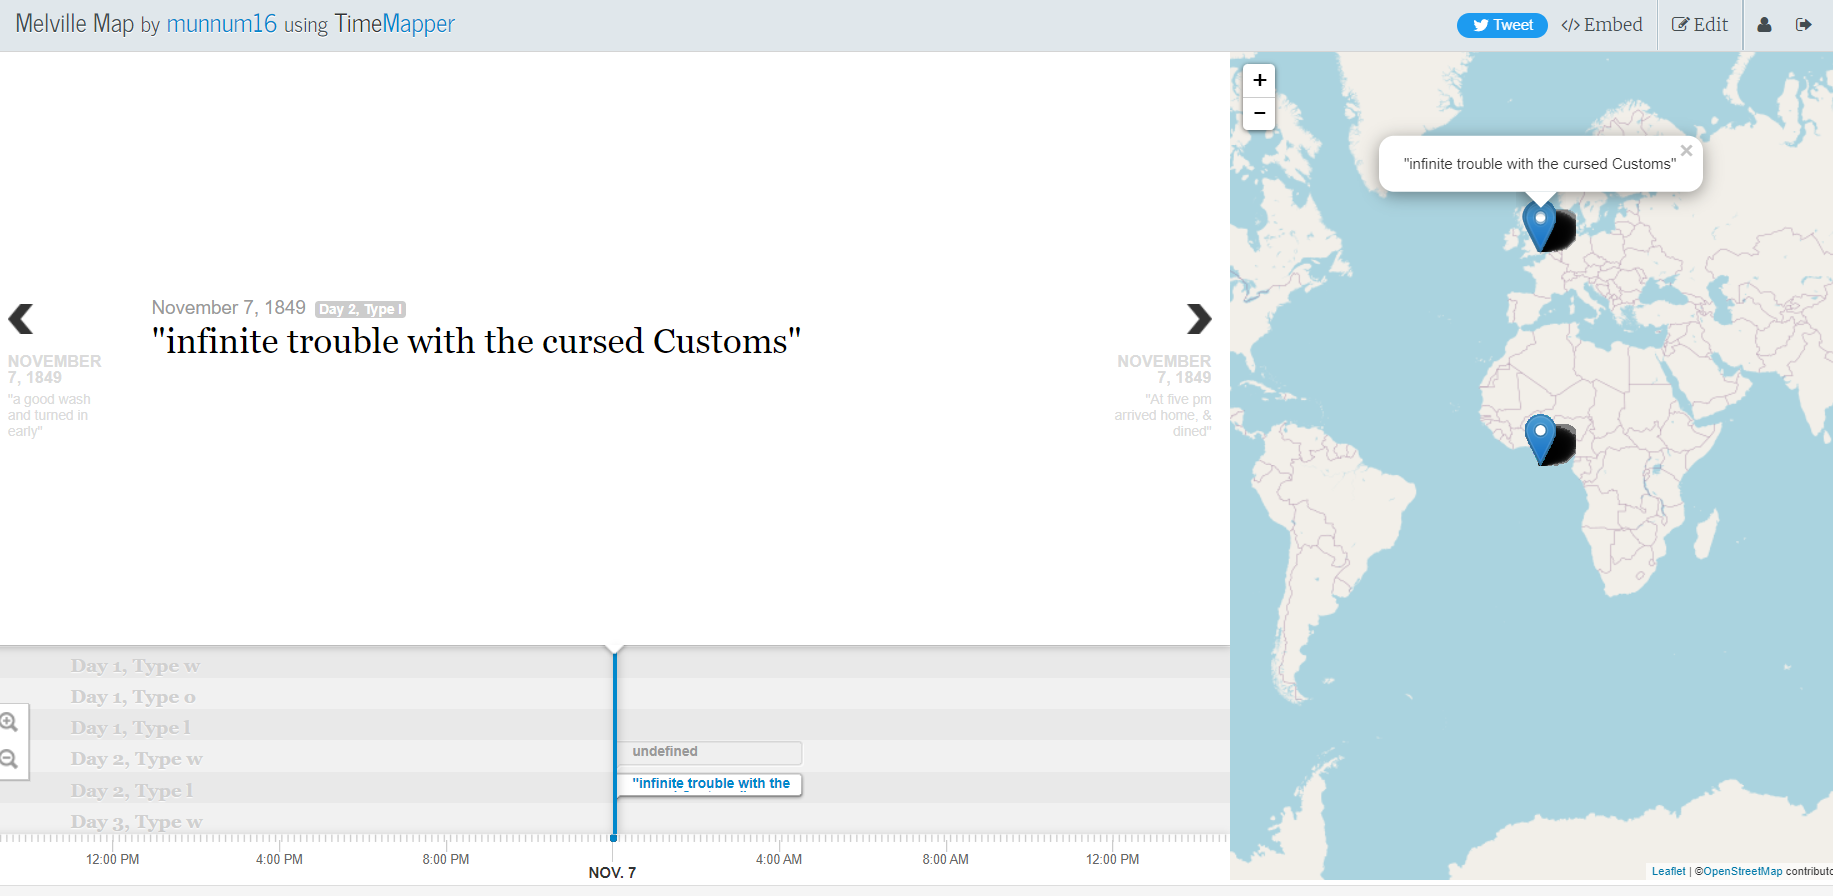 Melville Map by munnum16 using TimeMapper
Tweet
</> Embed
Edit
+
−
"infinite trouble with the cursed Customs"
×
November 7, 1849 Day 2, Type l
"infinite trouble with the cursed Customs"
NOVEMBER
7, 1849
"a good wash
and turned in
early"
NOVEMBER
7, 1849
"At five pm
arrived home, &
dined"
Day 1, Type w
Day 1, Type o
Day 1, Type l
Day 2, Type w
undefined
Day 2, Type l
"infinite trouble with the
Day 3, Type w
12:00 PM
4:00 PM
8:00 PM
4:00 AM
8:00 AM
12:00 PM
NOV. 7
Leaflet | ©OpenStreetMap contributo